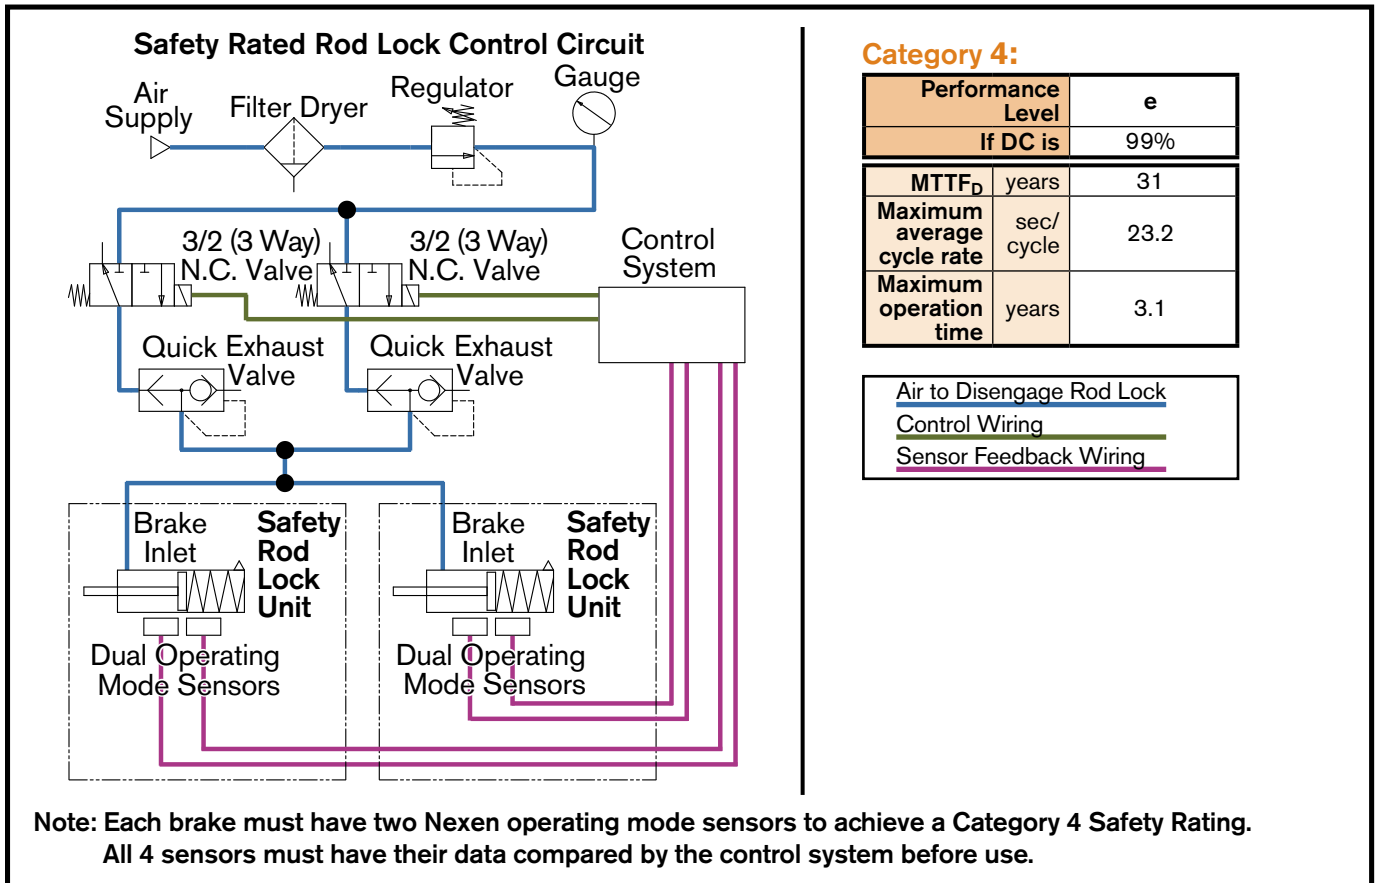 Safety Rated Rod Lock Control Circuit
Air
Supply
Filter Dryer
Regulator
Gauge
3/2 (3 Way)
N.C. Valve
3/2 (3 Way)
N.C. Valve
Control
System
Quick Exhaust
Valve
Quick Exhaust
Valve
Brake
Inlet
Safety
Rod
Lock
Unit
Dual Operating
Mode Sensors
Brake
Inlet
Safety
Rod
Lock
Unit
Dual Operating
Mode Sensors
Category 4:
Performance
Level
e
If DC is
99%
MTTFD
years
31
Maximum
average
cycle rate
sec/
cycle
23.2
Maximum
operation
time
years
3.1
Air to Disengage Rod Lock
Control Wiring
Sensor Feedback Wiring
Note: Each brake must have two Nexen operating mode sensors to achieve a Category 4 Safety Rating.
All 4 sensors must have their data compared by the control system before use.